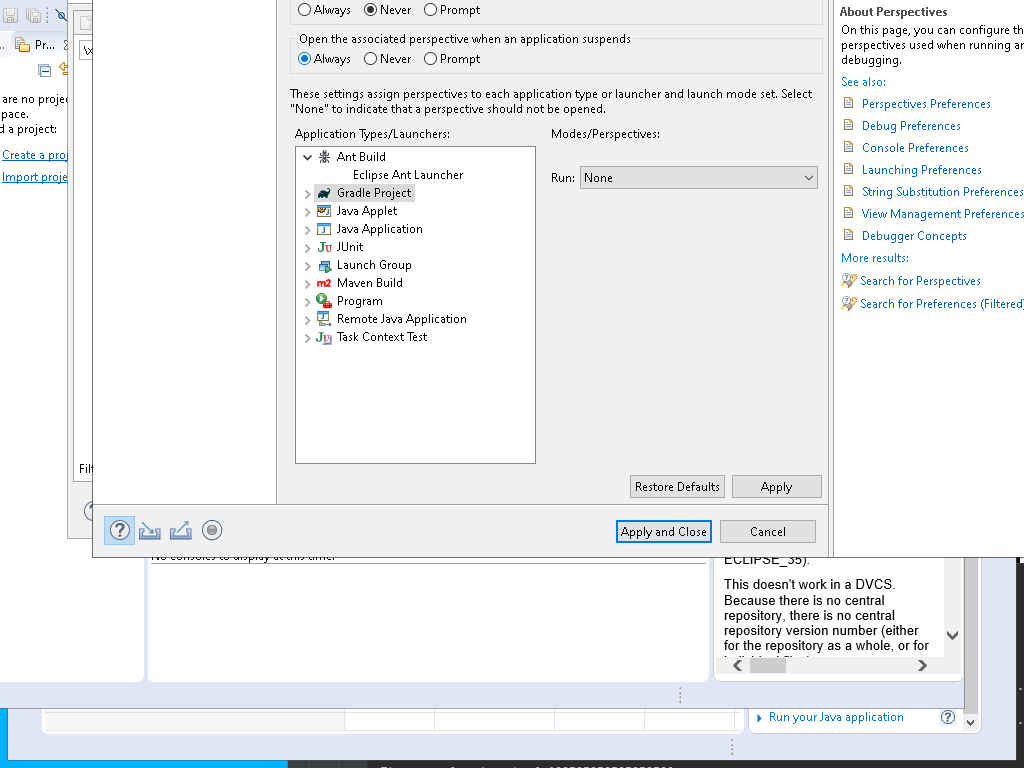 Always Never Prompt
Open the associated perspective when an application suspends
Always Never Prompt
These settings assign perspectives to each application type or launcher and launch mode set. Select
"None" to indicate that a perspective should not be opened.
Application Types/Launchers:
Ant Build
Eclipse Ant Launcher
Gradle Project
Java Applet
Java Application
JUnit
Launch Group
Maven Build
Program
Remote Java Application
Task Context Test
Modes/Perspectives:
Run: None
Restore Defaults Apply
Apply and Close Cancel
About Perspectives
On this page, you can configure th
perspectives used when running ar
debugging.
See also:
Perspectives Preferences
Debug Preferences
Console Preferences
Launching Preferences
String Substitution Preferences
View Management Preferences
Debugger Concepts
More results:
Search for Perspectives
Search for Preferences (Filtered)
Pr...
are no projec
pace.
d a project:
Create a proj
Import proje
Filt
No consoles to display at this time.
ECLIPSE_35).
This doesn't work in a DVCS.
Because there is no central
repository, there is no central
repository version number (either
for the repository as a whole, or for
Run your Java application